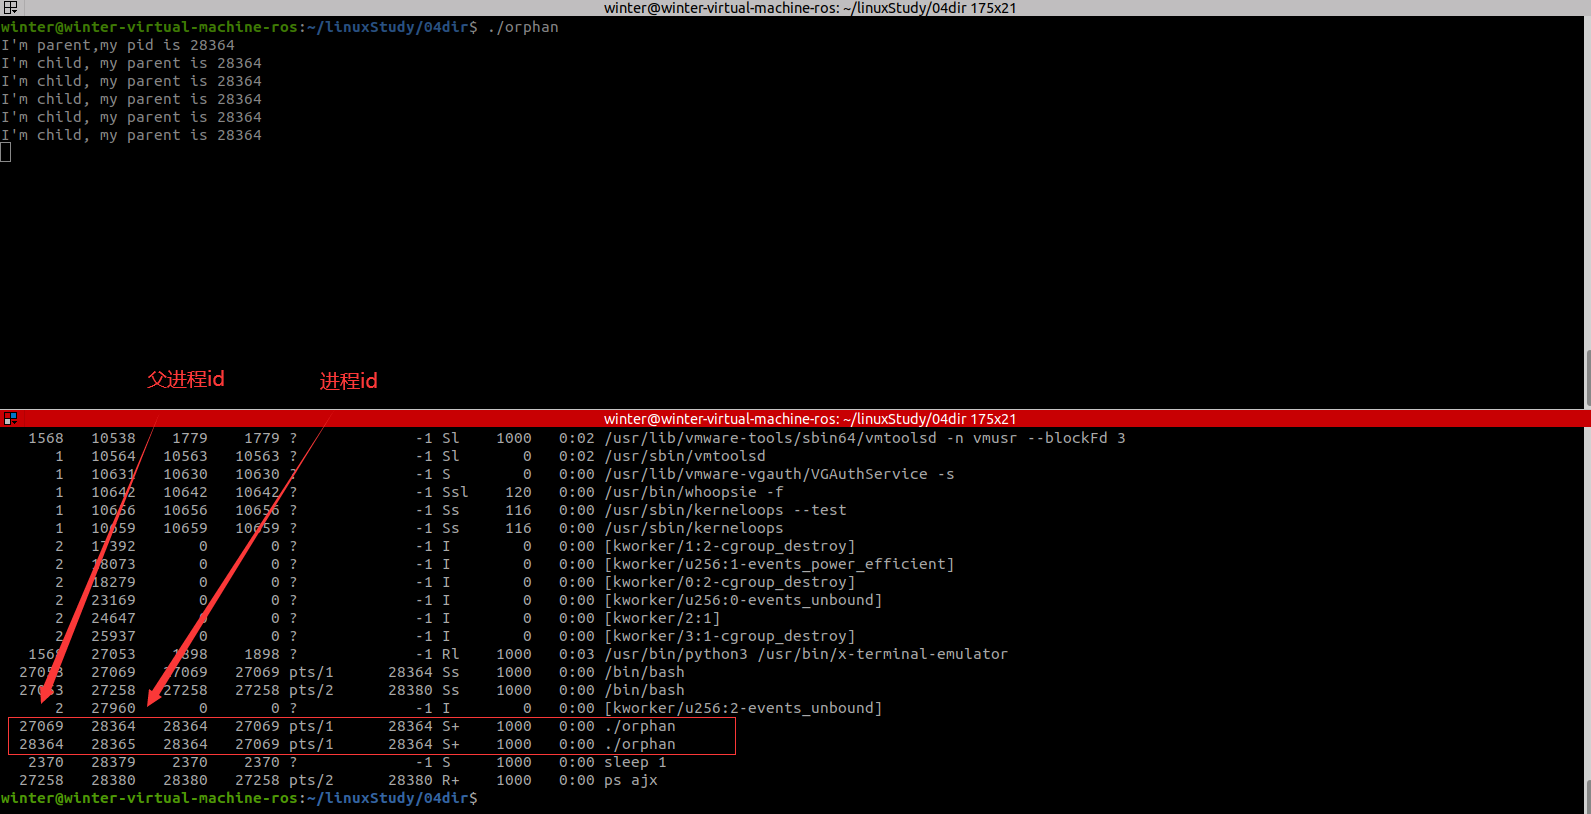 winter@winter-virtual-machine-ros: ~/linuxStudy/04dir 175x21
winter@winter-virtual-machine-ros:~/linuxStudy/04dir$ ./orphan
I'm parent,my pid is 28364
I'm child, my parent is 28364
I'm child, my parent is 28364
I'm child, my parent is 28364
I'm child, my parent is 28364
I'm child, my parent is 28364
父进程id 进程id
winter@winter-virtual-machine-ros: ~/linuxStudy/04dir 175x21
1568 10538 1779 1779 ? -1 Sl 1000 0:02 /usr/lib/vmware-tools/sbin64/vmtoolsd -n vmusr --blockFd 3
1 10564 10563 10563 ? -1 Sl 0 0:02 /usr/sbin/vmtoolsd
1 10631 10630 10630 ? -1 S 0 0:00 /usr/lib/vmware-vgauth/VGAuthService -s
1 10642 10642 10642 ? -1 Ssl 120 0:00 /usr/bin/whoopsie -f
1 10656 10656 10656 ? -1 Ss 116 0:00 /usr/sbin/kerneloops --test
1 10659 10659 10659 ? -1 Ss 116 0:00 /usr/sbin/kerneloops
2 17392 0 0 ? -1 I 0 0:00 [kworker/1:2-cgroup_destroy]
2 18073 0 0 ? -1 I 0 0:00 [kworker/u256:1-events_power_efficient]
2 18279 0 0 ? -1 I 0 0:00 [kworker/0:2-cgroup_destroy]
2 23169 0 0 ? -1 I 0 0:00 [kworker/u256:0-events_unbound]
2 24647 0 0 ? -1 I 0 0:00 [kworker/2:1]
2 25937 0 0 ? -1 I 0 0:00 [kworker/3:1-cgroup_destroy]
1568 27053 1898 1898 ? -1 Rl 1000 0:03 /usr/bin/python3 /usr/bin/x-terminal-emulator
27053 27069 27069 27069 pts/1 28364 Ss 1000 0:00 /bin/bash
27053 27258 27258 27258 pts/2 28380 Ss 1000 0:00 /bin/bash
2 27960 0 0 ? -1 I 0 0:00 [kworker/u256:2-events_unbound]
27069 28364 28364 27069 pts/1 28364 S+ 1000 0:00 ./orphan
28364 28365 28364 27069 pts/1 28364 S+ 1000 0:00 ./orphan
2370 28379 2370 2370 ? -1 S 1000 0:00 sleep 1
27258 28380 28380 27258 pts/2 28380 R+ 1000 0:00 ps ajx
winter@winter-virtual-machine-ros:~/linuxStudy/04dir$